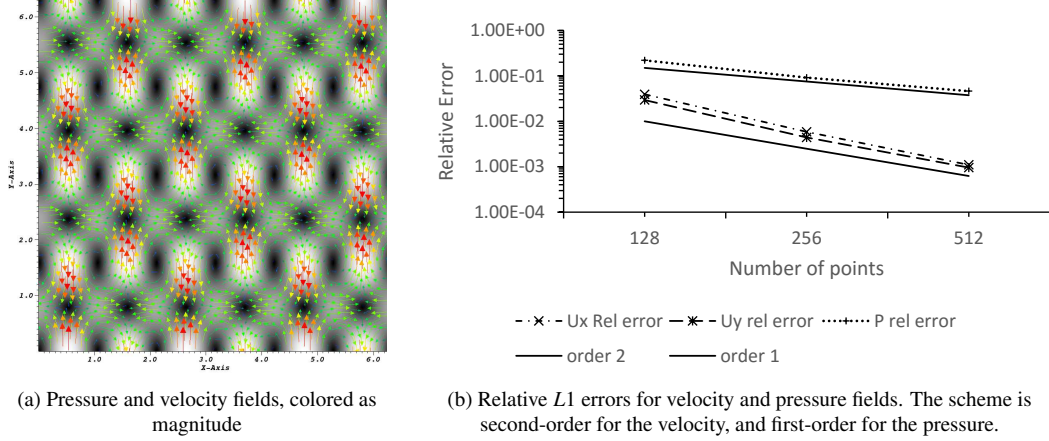 6.0
5.0
4.0
3.0
2.0
1.0
Y-Axis
1.0 2.0 3.0 4.0 5.0 6.0
X-Axis
(a) Pressure and velocity fields, colored as
magnitude
1.00E+00
1.00E-01
1.00E-02
1.00E-03
1.00E-04
Relative Error
128 256 512
Number of points
Ux Rel error Uy rel error P rel error
order 2 order 1
(b) Relative L1 errors for velocity and pressure fields. The scheme is
second-order for the velocity, and first-order for the pressure.